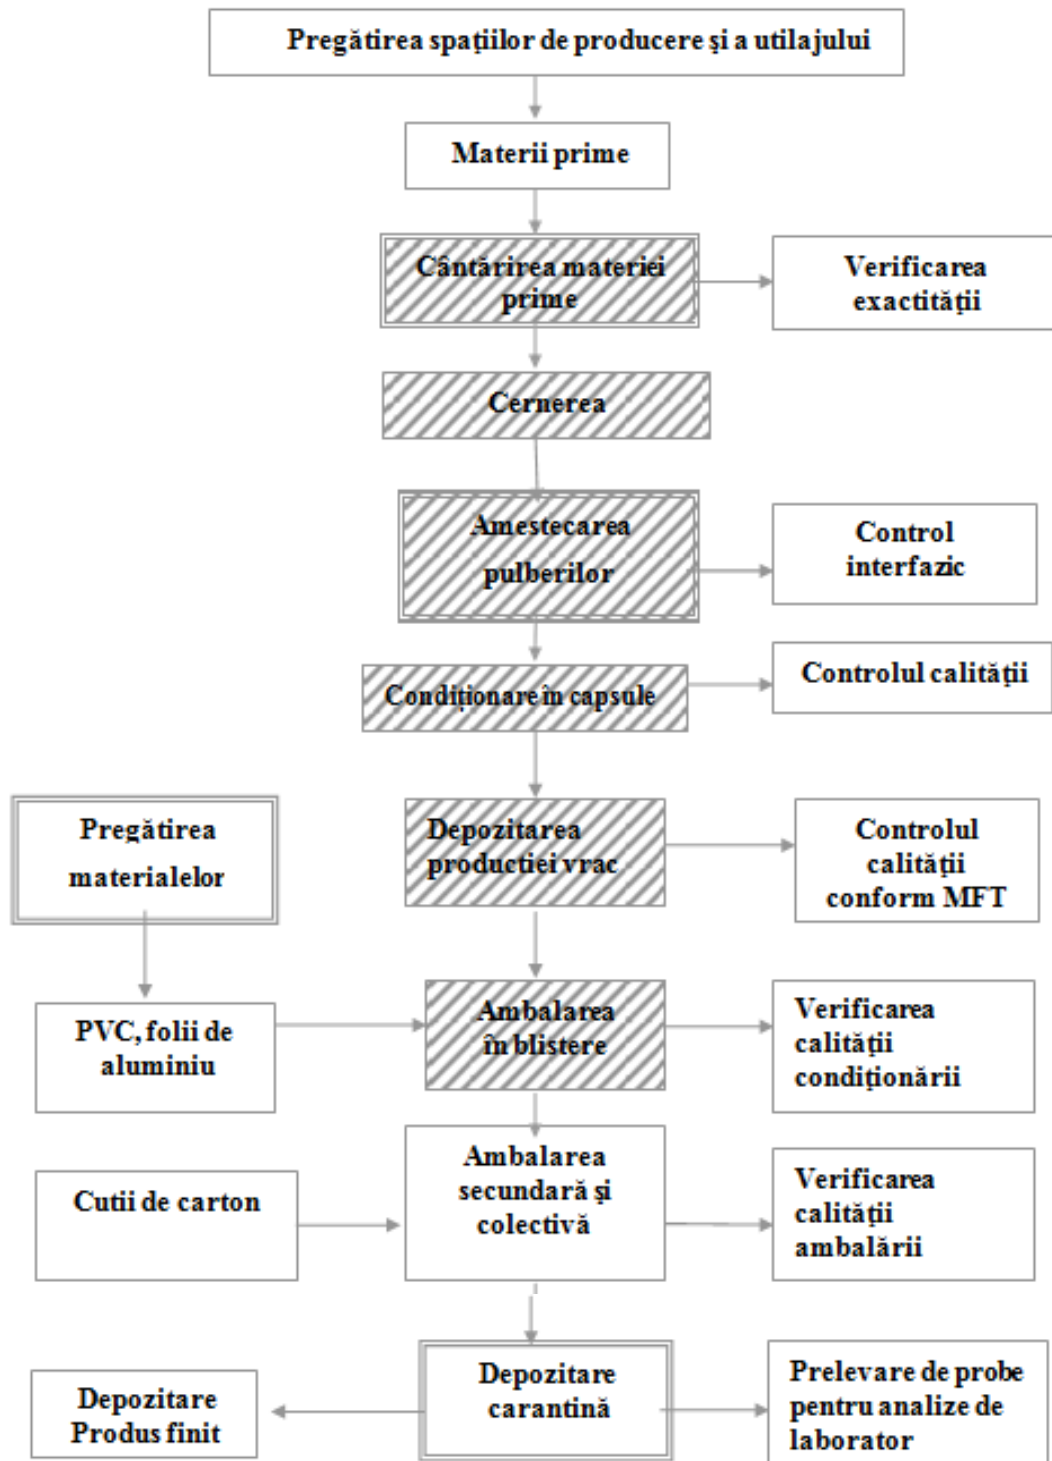 Pregătirea spațiilor de producere și a utilajului
Materii prime
Cântărirea materiei
prime
Verificarea
exactității
Cernerea
Amestecarea
pulberilor
Control
interfazic
Condiționare în capsule
Controlul calității
Pregătirea
materialelor
Depozitarea
productiei vrac
Controlul
calității
conform MFT
PVC, folii de
aluminiu
Ambalarea
în blistere
Verificarea
calității
condiționării
Cutii de carton
Ambalarea
secundară și
colectivă
Verificarea
calității
ambalării
Depozitare
Produs finit
Depozitare
carantină
Prelevare de probe
pentru analize de
laborator